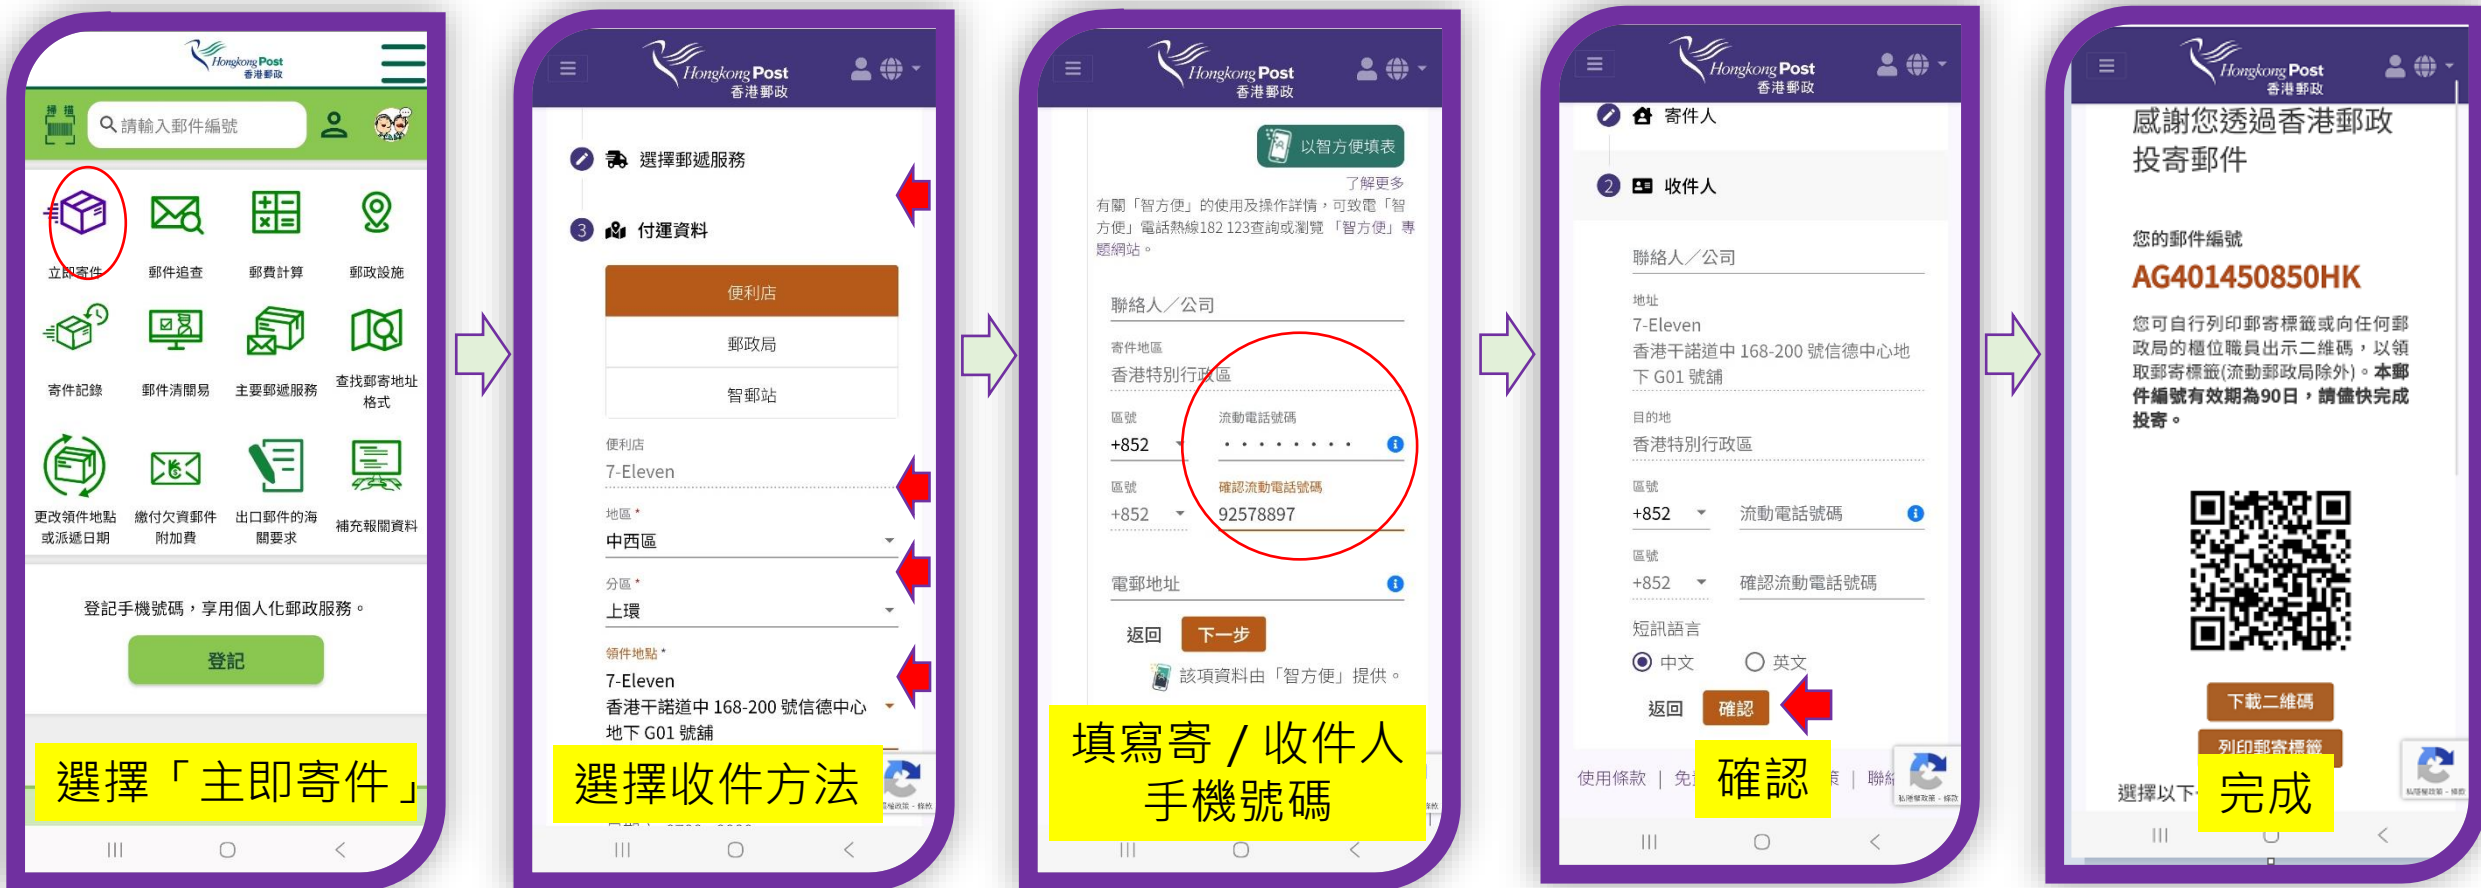 Hongkong Post
香港郵政
掃描
請輸入郵件編號
立即寄件
郵件追查
郵費計算
郵政設施
寄件記錄
郵件清關易
主要郵遞服務
查找郵寄地址
格式
更改領件地點
或派遞日期
繳付欠資郵件
附加費
出口郵件的海
關要求
補充報關資料
登記手機號碼，享用個人化郵政服務。
登記
選擇「主即寄件」
Hongkong Post
香港郵政
選擇郵遞服務
3 付運資料
便利店
郵政局
智郵站
便利店
7-Eleven
地區 *
中西區
分區 *
上環
領件地點 *
7-Eleven
香港干諾道中 168-200 號信德中心
地下 G01 號舖
選擇收件方法
Hongkong Post
香港郵政
以智方便填表
了解更多
有關「智方便」的使用及操作詳情，可致電「智
方便」電話熱線182 123查詢或瀏覽「智方便」專
題網站。
聯絡人／公司
寄件地區
香港特別行政區
區號
流動電話號碼
+852
• • • • • • • •
區號
確認流動電話號碼
+852
92578897
電郵地址
返回
下一步
該項資料由「智方便」提供。
填寫寄 / 收件人
手機號碼
Hongkong Post
香港郵政
寄件人
2 收件人
聯絡人／公司
地址
7-Eleven
香港干諾道中 168-200 號信德中心地
下 G01 號舖
目的地
香港特別行政區
區號
+852
流動電話號碼
區號
+852
確認流動電話號碼
短訊語言
中文
英文
返回
確認
使用條款 | 免
策 | 聯絡
私隱權政策 - 條款
確認
Hongkong Post
香港郵政
感謝您透過香港郵政
投寄郵件
您的郵件編號
AG401450850HK
您可自行列印郵寄標籤或向任何郵
政局的櫃位職員出示二維碼，以領
取郵寄標籤(流動郵政局除外)。本郵
件編號有效期為90日，請儘快完成
投寄。
下載二維碼
列印郵寄標籤
選擇以下
私隱權政策 - 條款
完成